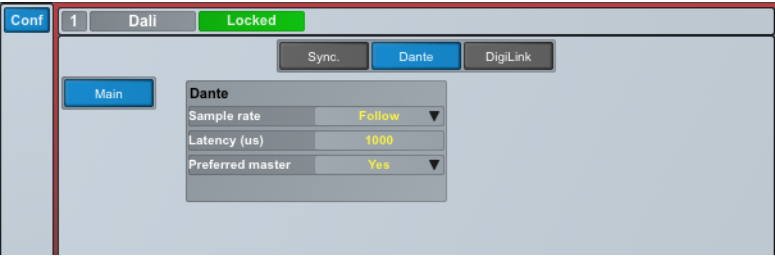 Conf 1 Dali Locked
Sync. Dante DigiLink
Main
Dante
Sample rate Follow
Latency (us) 1000
Preferred master Yes